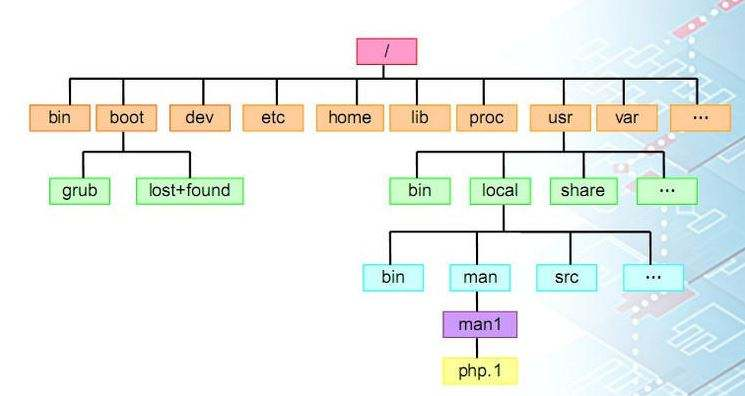 /
bin boot dev etc home lib proc usr var ...
grub lost+found bin local share ...
bin man src ...
man1
php.1